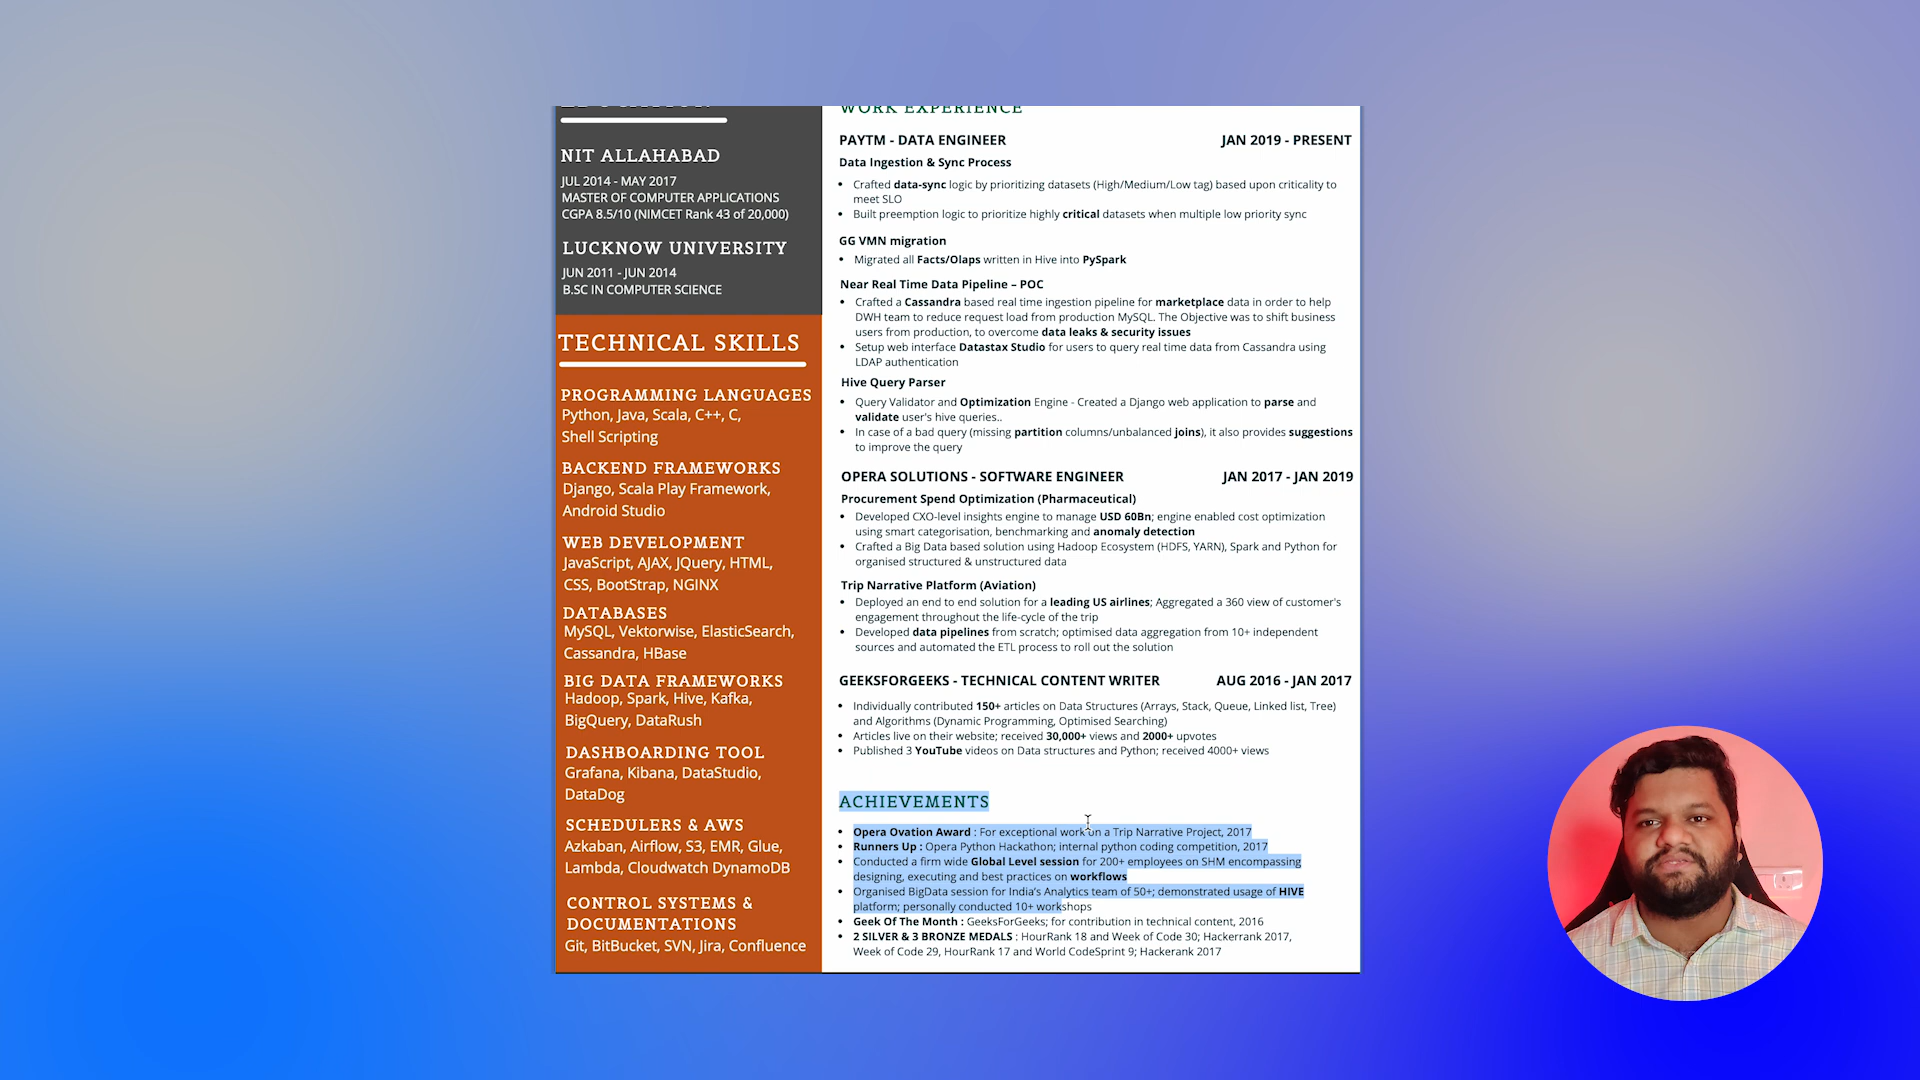 NIT ALLAHABAD
JUL 2014 - MAY 2017
MASTER OF COMPUTER APPLICATIONS
CGPA 8.5/10 (NIMCET Rank 43 of 20,000)
LUCKNOW UNIVERSITY
JUN 2011 - JUN 2014
B.SC IN COMPUTER SCIENCE
TECHNICAL SKILLS
PROGRAMMING LANGUAGES
Python, Java, Scala, C++, C,
Shell Scripting
BACKEND FRAMEWORKS
Django, Scala Play Framework,
Android Studio
WEB DEVELOPMENT
JavaScript, AJAX, JQuery, HTML,
CSS, BootStrap, NGINX
DATABASES
MySQL, Vektorwise, ElasticSearch,
Cassandra, HBase
BIG DATA FRAMEWORKS
Hadoop, Spark, Hive, Kafka,
BigQuery, DataRush
DASHBOARDING TOOL
Grafana, Kibana, DataStudio,
DataDog
SCHEDULERS & AWS
Azkaban, Airflow, S3, EMR, Glue,
Lambda, Cloudwatch DynamoDB
CONTROL SYSTEMS &
DOCUMENTATIONS
Git, BitBucket, SVN, Jira, Confluence
WORK EXPERIENCE
PAYTM - DATA ENGINEER JAN 2019 - PRESENT
Data Ingestion & Sync Process
• Crafted data-sync logic by prioritizing datasets (High/Medium/Low tag) based upon criticality to
meet SLO
• Built preemption logic to prioritize highly critical datasets when multiple low priority sync
GG VMN migration
• Migrated all Facts/Olaps written in Hive into PySpark
Near Real Time Data Pipeline – POC
• Crafted a Cassandra based real time ingestion pipeline for marketplace data in order to help
DWH team to reduce request load from production MySQL. The Objective was to shift business
users from production, to overcome data leaks & security issues
• Setup web interface Datastax Studio for users to query real time data from Cassandra using
LDAP authentication
Hive Query Parser
• Query Validator and Optimization Engine - Created a Django web application to parse and
validate user's hive queries..
• In case of a bad query (missing partition columns/unbalanced joins), it also provides suggestions
to improve the query
OPERA SOLUTIONS - SOFTWARE ENGINEER JAN 2017 - JAN 2019
Procurement Spend Optimization (Pharmaceutical)
• Developed CXO-level insights engine to manage USD 60Bn; engine enabled cost optimization
using smart categorisation, benchmarking and anomaly detection
• Crafted a Big Data based solution using Hadoop Ecosystem (HDFS, YARN), Spark and Python for
organised structured & unstructured data
Trip Narrative Platform (Aviation)
• Deployed an end to end solution for a leading US airlines; Aggregated a 360 view of customer's
engagement throughout the life-cycle of the trip
• Developed data pipelines from scratch; optimised data aggregation from 10+ independent
sources and automated the ETL process to roll out the solution
GEEKSFORGEEKS - TECHNICAL CONTENT WRITER AUG 2016 - JAN 2017
• Individually contributed 150+ articles on Data Structures (Arrays, Stack, Queue, Linked list, Tree)
and Algorithms (Dynamic Programming, Optimised Searching)
• Articles live on their website; received 30,000+ views and 2000+ upvotes
• Published 3 YouTube videos on Data structures and Python; received 4000+ views
ACHIEVEMENTS
• Opera Ovation Award : For exceptional work on a Trip Narrative Project, 2017
• Runners Up : Opera Python Hackathon; internal python coding competition, 2017
• Conducted a firm wide Global Level session for 200+ employees on SHM encompassing
designing, executing and best practices on workflows
• Organised BigData session for India's Analytics team of 50+; demonstrated usage of HIVE
platform; personally conducted 10+ workshops
• Geek Of The Month : GeeksForGeeks; for contribution in technical content, 2016
• 2 SILVER & 3 BRONZE MEDALS : HourRank 18 and Week of Code 30; Hackerrank 2017,
Week of Code 29, HourRank 17 and World CodeSprint 9; Hackerank 2017